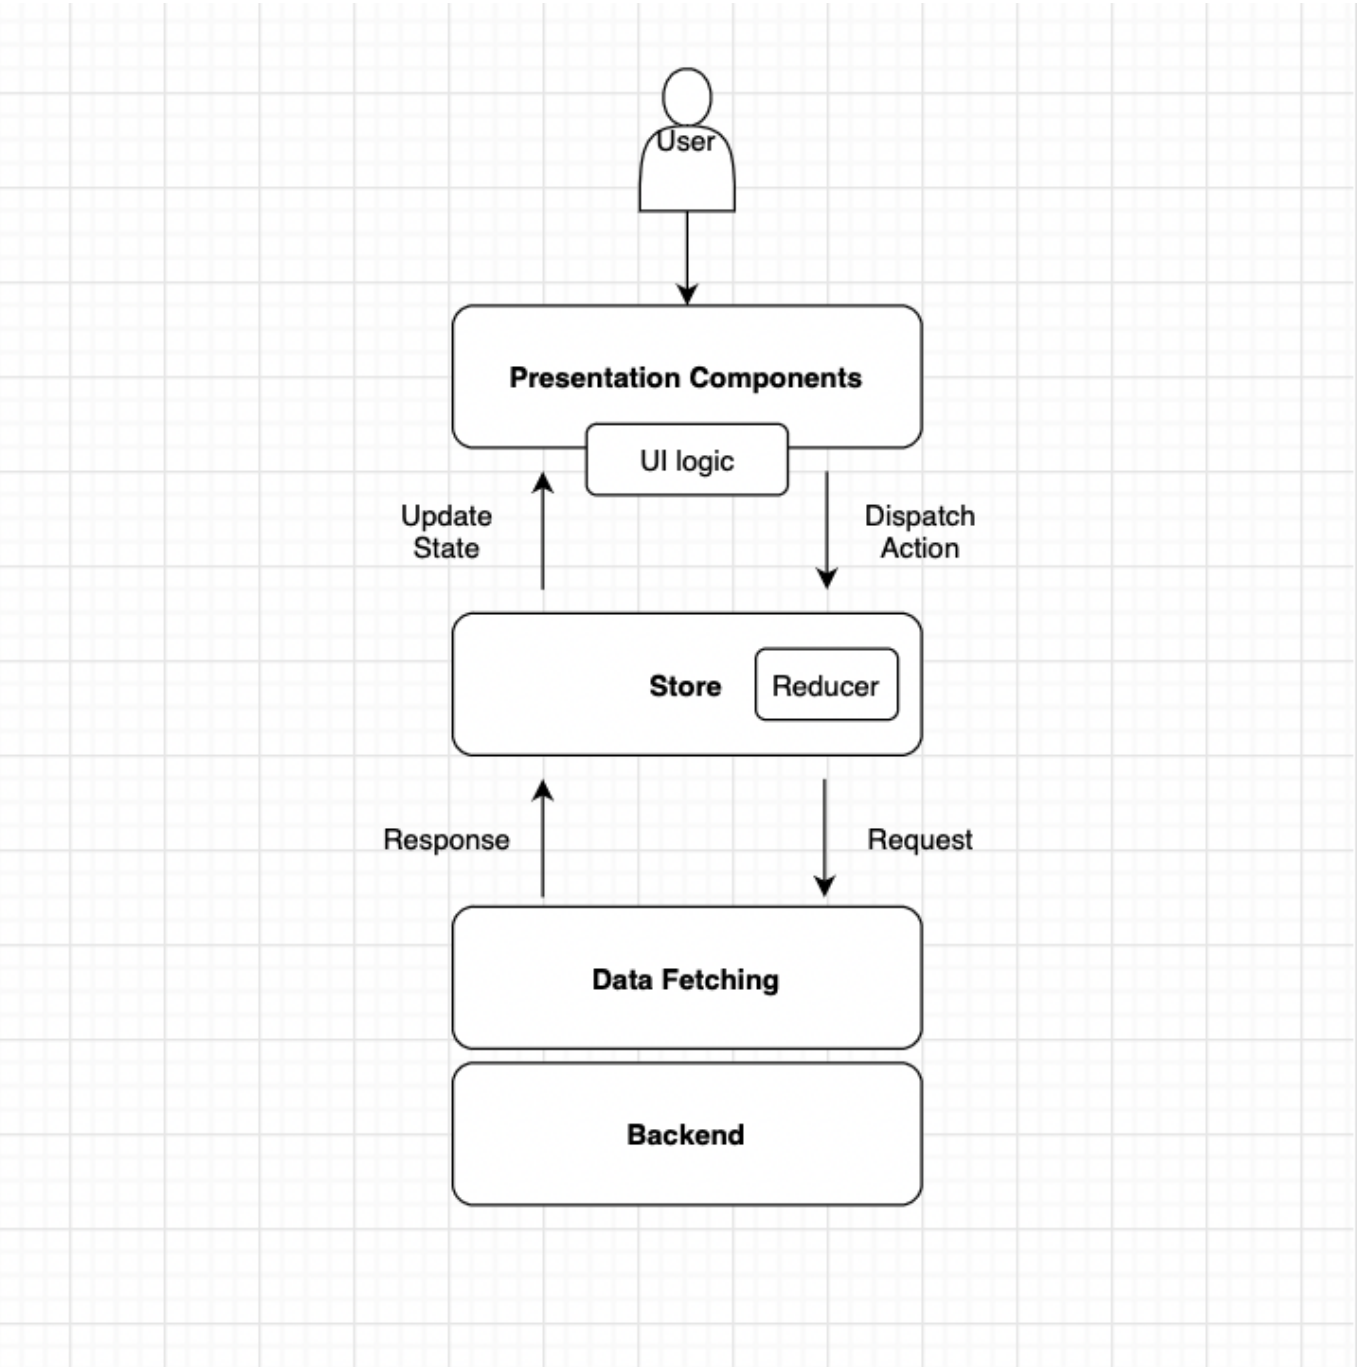 User
Presentation Components
UI logic
Update
State
Dispatch
Action
Store
Reducer
Response
Request
Data Fetching
Backend